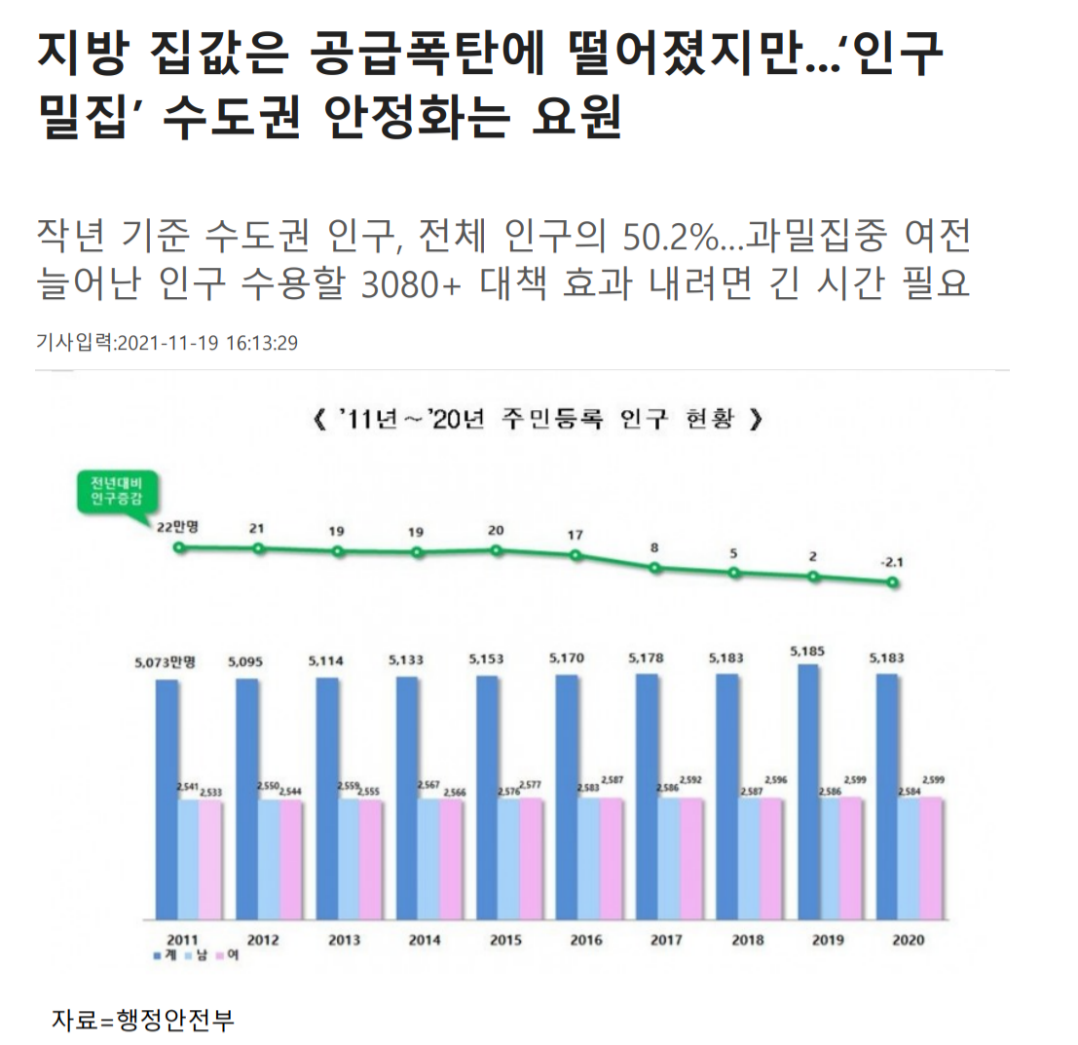 지방 집값은 공급폭탄에 떨어졌지만…‘인구
밀집’ 수도권 안정화는 요원
작년 기준 수도권 인구, 전체 인구의 50.2%…과밀집중 여전
늘어난 인구 수용할 3080+ 대책 효과 내려면 긴 시간 필요
기사입력:2021-11-19 16:13:29
《 ’11년～’20년 주민등록 인구 현황 》
전년대비
인구증감
22만명 21 19 19 20 17 8 5 2 -2.1
5,073만명 5,095 5,114 5,133 5,153 5,170 5,178 5,183 5,185 5,183
2,541 2,533 2,550 2,544 2,559 2,555 2,567 2,566 2,576 2,577 2,583 2,587 2,586 2,592 2,587 2,596 2,586 2,599 2,584 2,599
2011 2012 2013 2014 2015 2016 2017 2018 2019 2020
계 남 여
자료=행정안전부